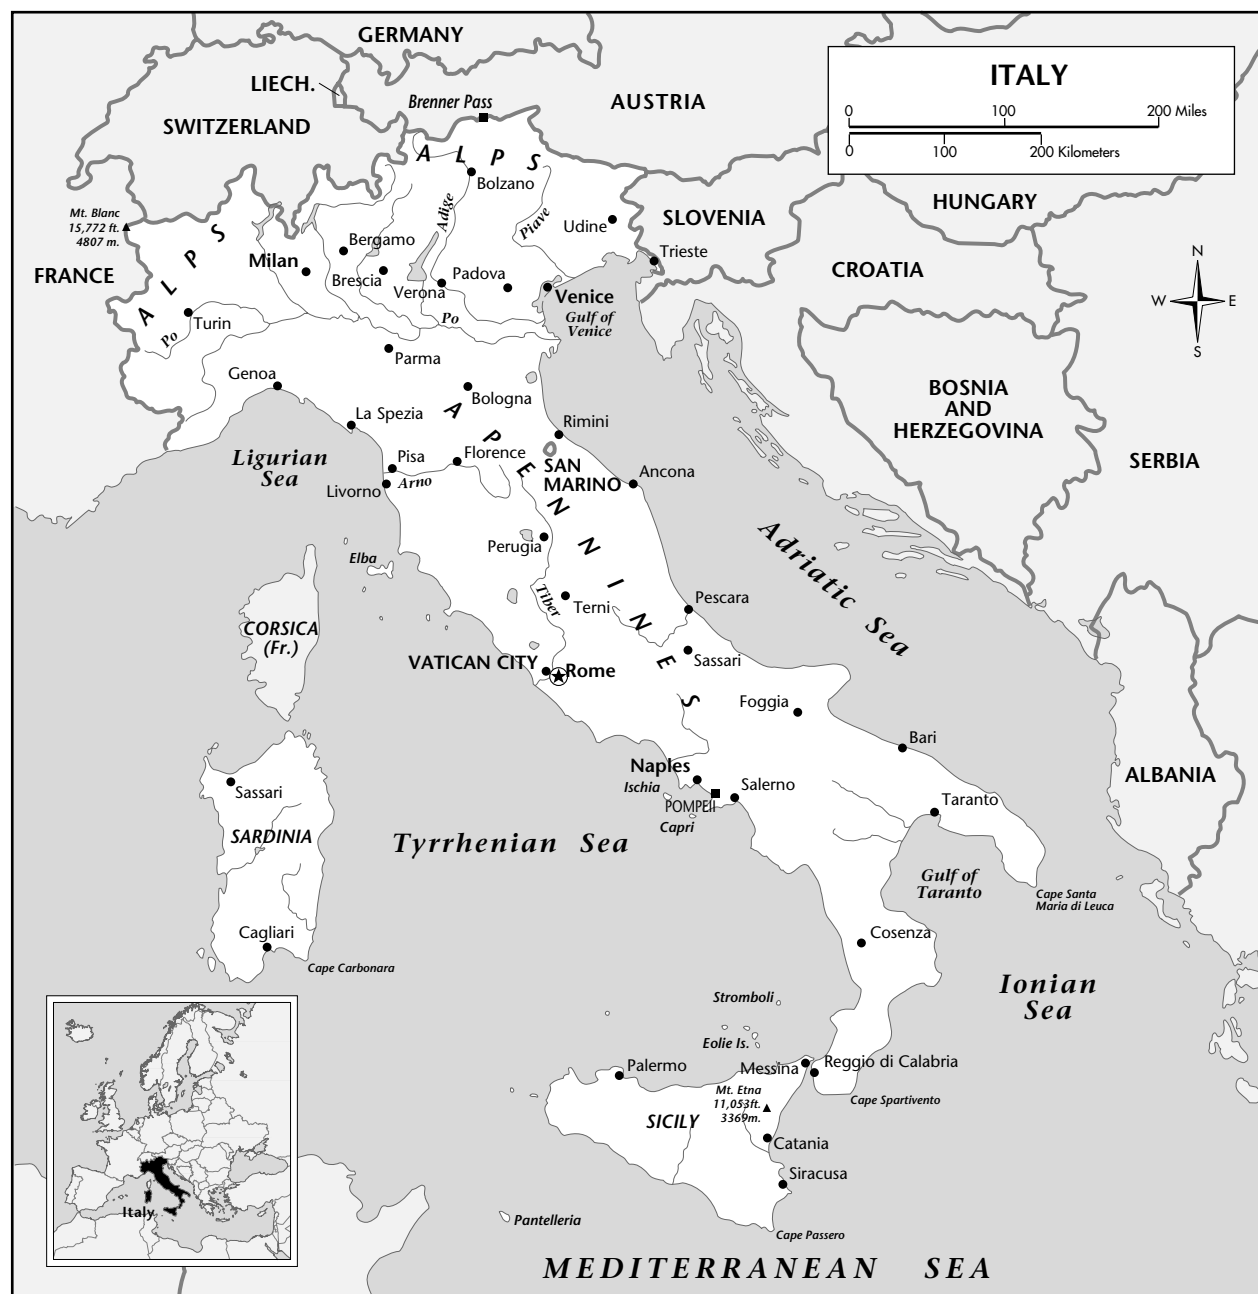 GERMANY
LIECH.
Brenner Pass
AUSTRIA
SWITZERLAND
ITALY
0 100 200 Miles
0 100 200 Kilometers
ALPS
Bolzano
HUNGARY
SLOVENIA
Mt. Blanc
15,772 ft.
4807 m.
Adige
Piave
Udine
ALPS
Bergamo
Milan
Trieste
CROATIA
FRANCE
Brescia
Verona
Padova
Venice
Gulf of
Venice
N
W E
S
Po
Turin
Po
Parma
Genoa
Bologna
BOSNIA
AND
HERZEGOVINA
La Spezia
Rimini
APENNINES
Ligurian
Sea
Pisa
Florence
SAN
MARINO
Ancona
SERBIA
Livorno
Arno
Perugia
Adriatic Sea
Elba
Tiber
Terni
Pescara
CORSICA
(Fr.)
VATICAN CITY
Rome
Sassari
Foggia
Bari
Naples
Ischia
POMPEII
Salerno
Capri
Taranto
ALBANIA
Sassari
SARDINIA
Tyrrhenian Sea
Gulf of
Taranto
Cape Santa
Maria di Leuca
Cagliari
Cape Carbonara
Cosenza
Ionian
Sea
Stromboli
Eolie Is.
Palermo
Messina
Reggio di Calabria
Mt. Etna
11,053ft.
3369m.
Cape Spartivento
SICILY
Catania
Siracusa
Italy
Pantelleria
Cape Passero
MEDITERRANEAN SEA